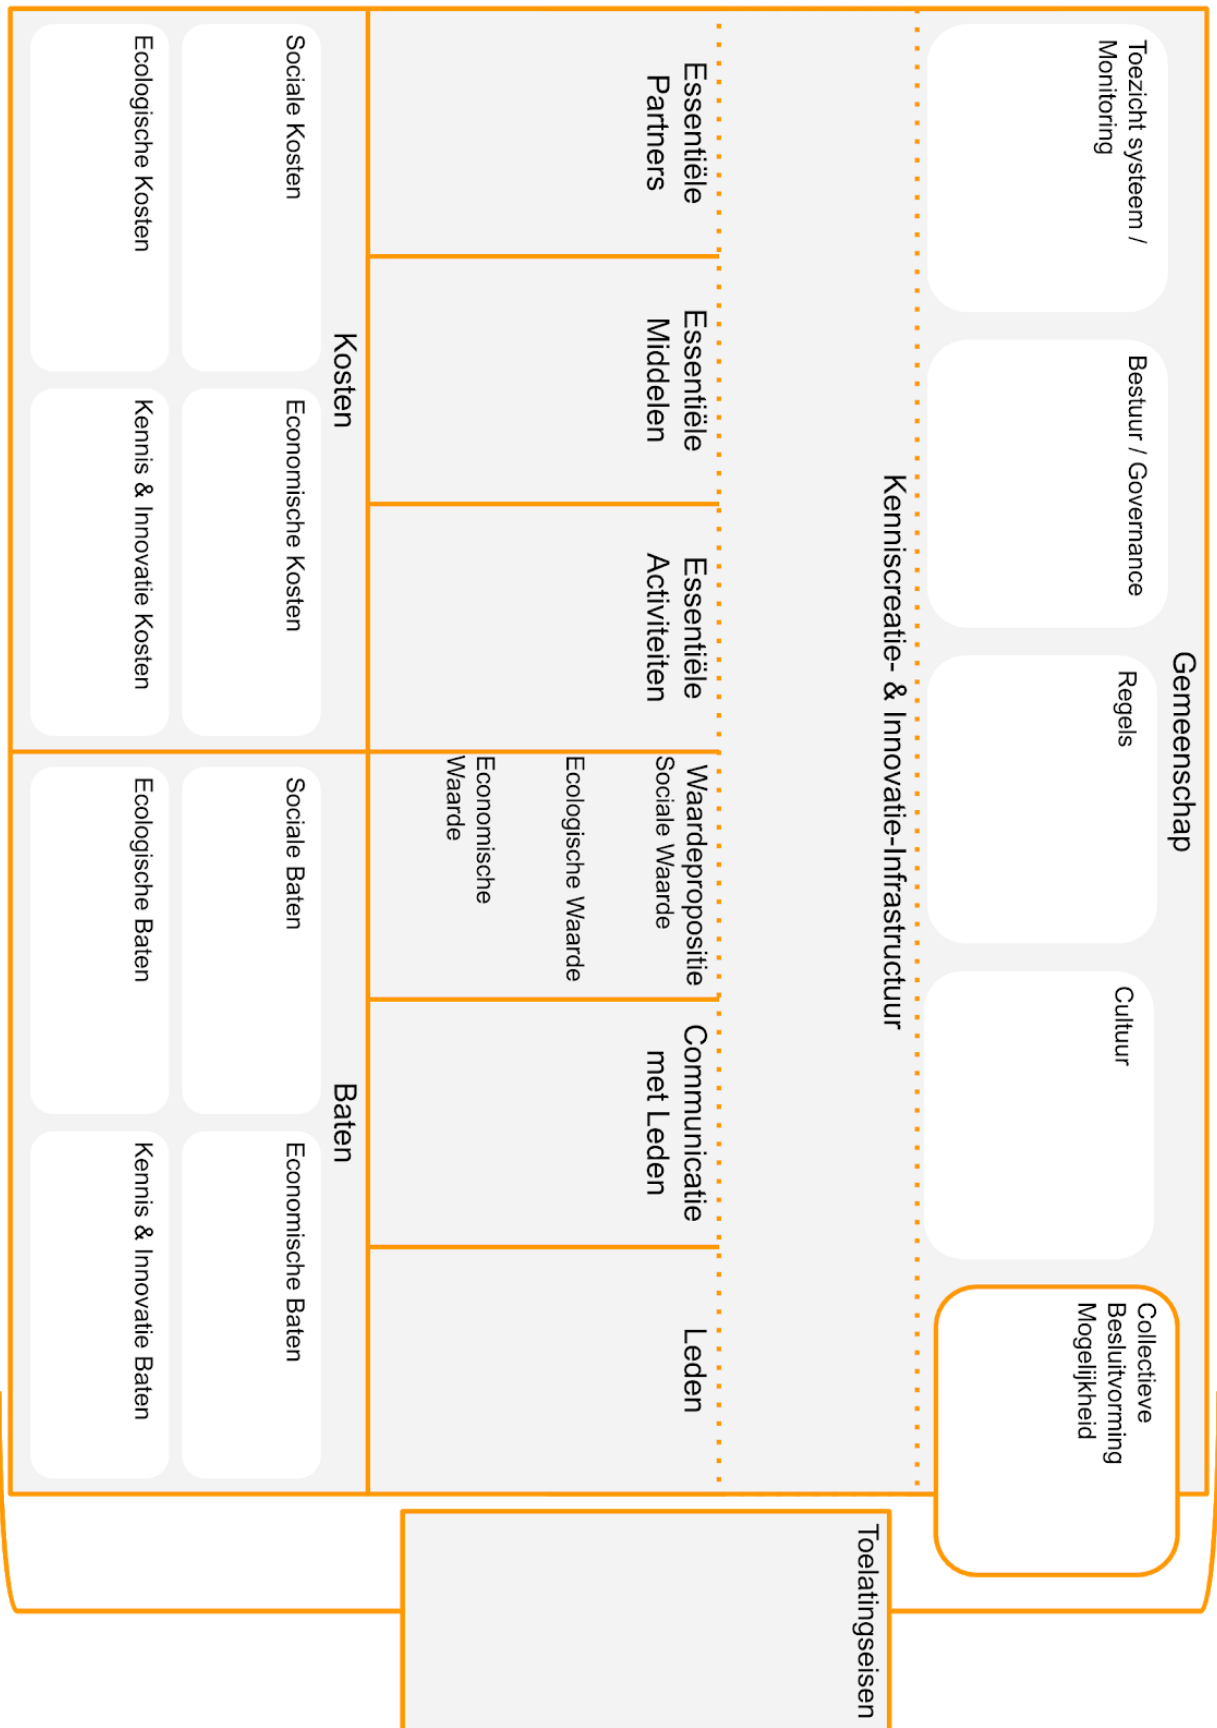 Gemeenschap
Toezicht systeem /
Monitoring
Bestuur / Governance
Regels
Cultuur
Collectieve
Besluitvorming
Mogelijkheid
Kenniscreatie- & Innovatie-Infrastructuur
Essentiële
Partners
Essentiële
Middelen
Essentiële
Activiteiten
Waardepropositie
Sociale Waarde
Ecologische Waarde
Economische
Waarde
Communicatie
met Leden
Leden
Toelatingseisen
Kosten
Sociale Kosten
Economische Kosten
Ecologische Kosten
Kennis & Innovatie Kosten
Baten
Sociale Baten
Economische Baten
Ecologische Baten
Kennis & Innovatie Baten